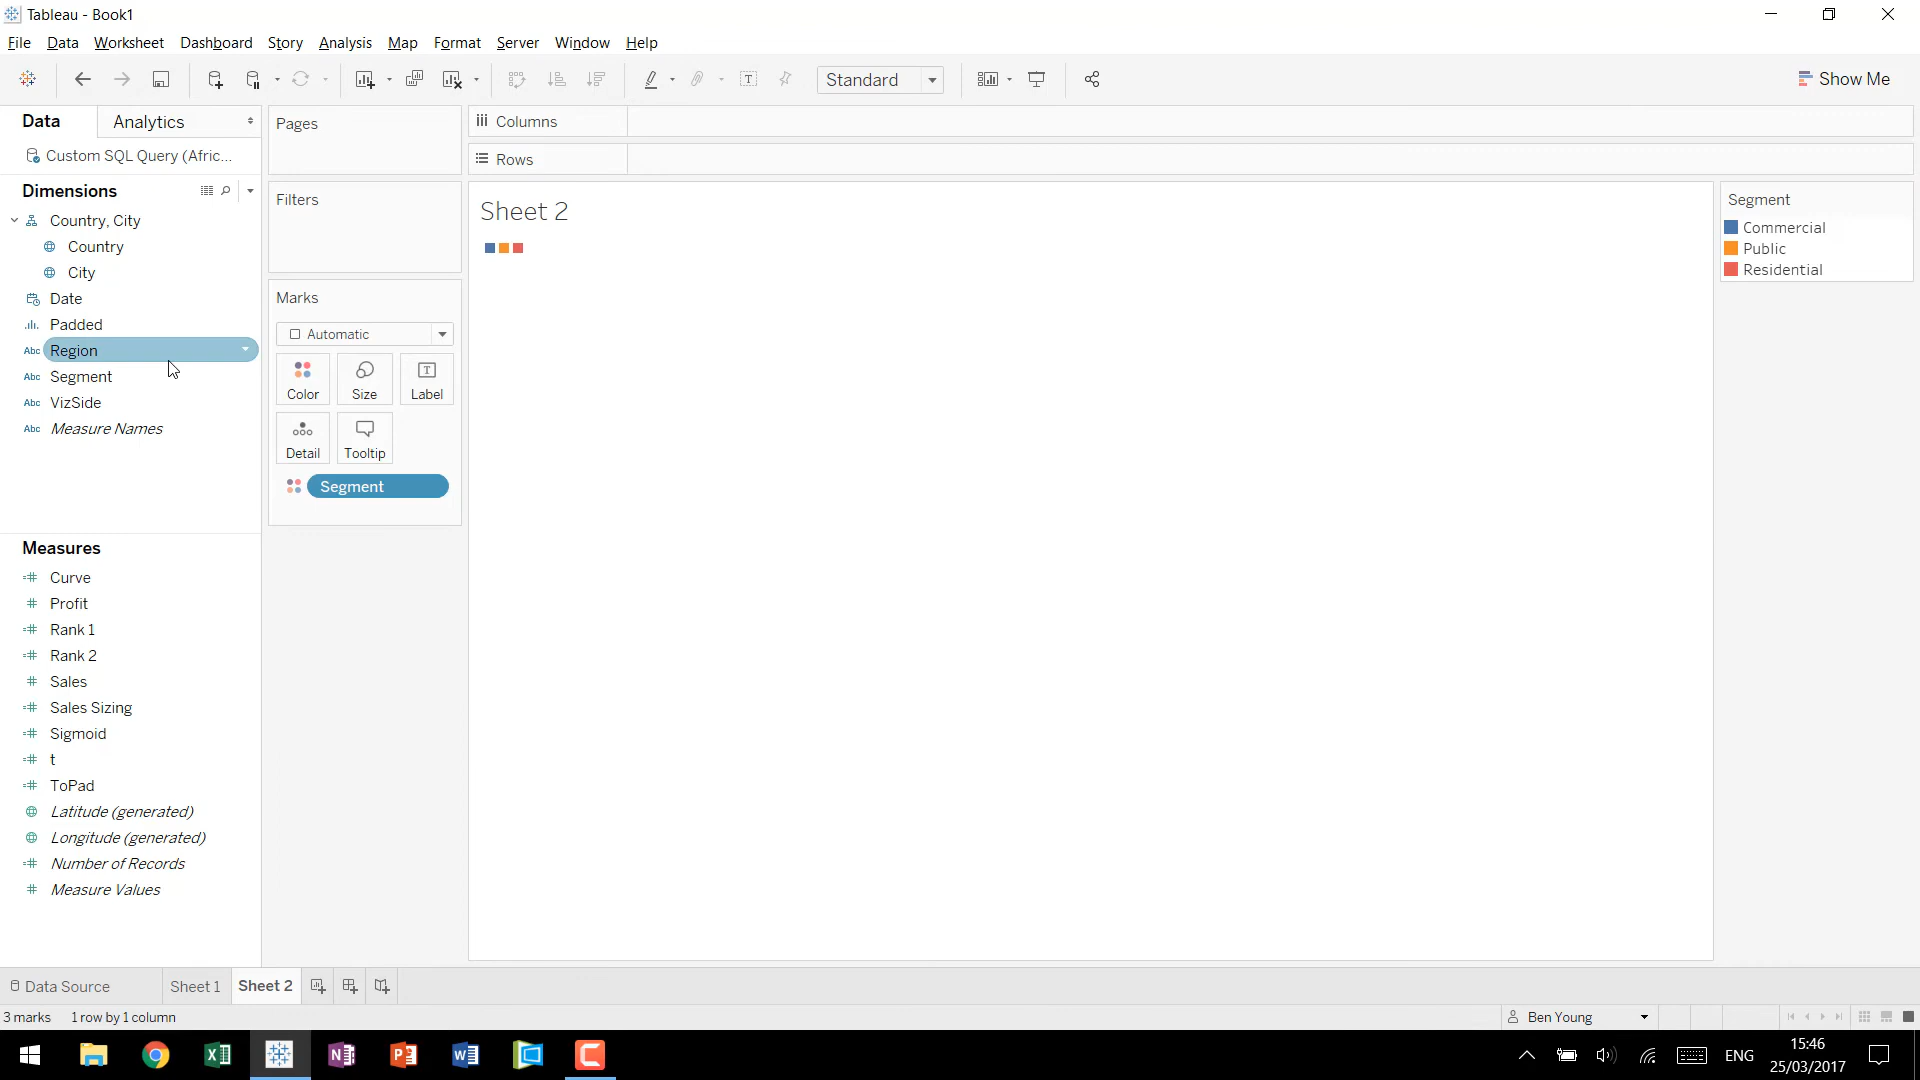 Tableau - Book1
File Data Worksheet Dashboard Story Analysis Map Format Server Window Help
Standard
Show Me
Data
Analytics
Custom SQL Query (Afric...
Dimensions
Country, City
Country
City
Date
Padded
Abc Region
Abc Segment
Abc VizSide
Abc Measure Names
Measures
Curve
Profit
Rank 1
Rank 2
Sales
Sales Sizing
Sigmoid
t
ToPad
Latitude (generated)
Longitude (generated)
Number of Records
Measure Values
Pages
Filters
Marks
Automatic
Color Size Label
Detail Tooltip
Segment
Columns
Rows
Sheet 2
Segment
Commercial
Public
Residential
Data Source Sheet 1 Sheet 2
3 marks 1 row by 1 column
Ben Young
ENG
15:46
25/03/2017